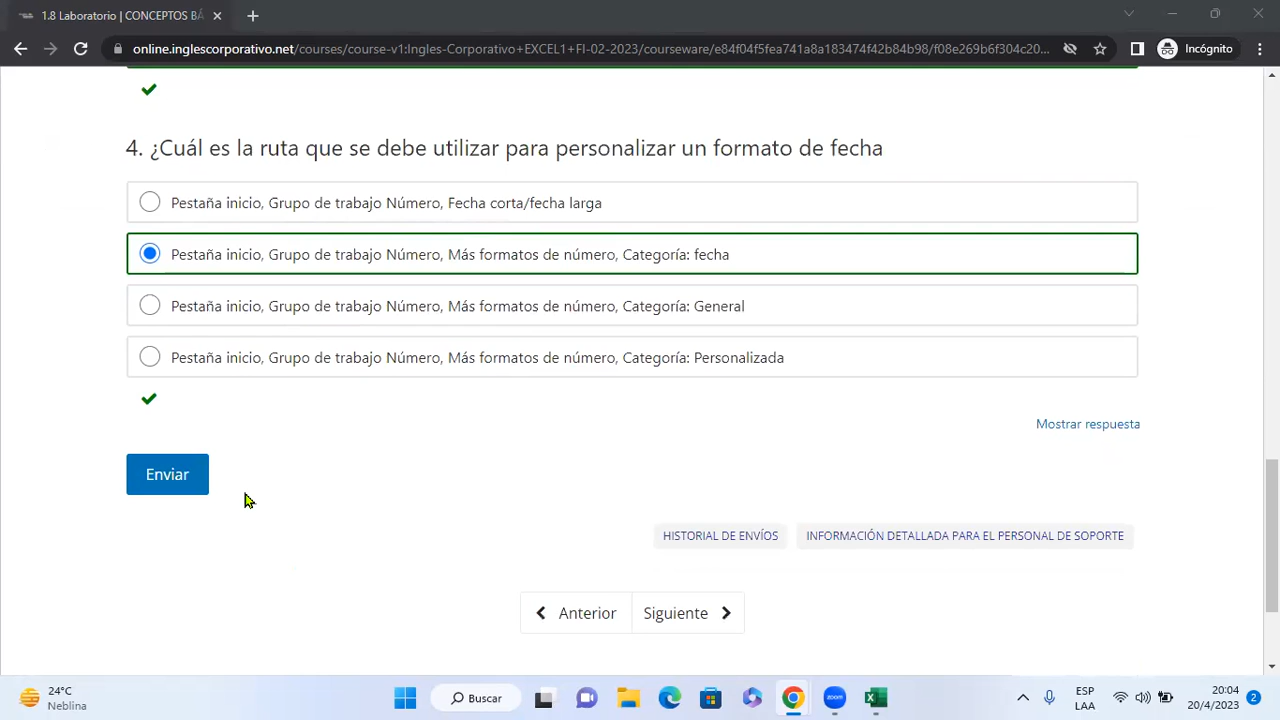 1.8 Laboratorio | CONCEPTOS BÁ
online.inglescorporativo.net/courses/course-v1:Ingles-Corporativo+EXCEL1+FI-02-2023/courseware/e84f04f5fea741a8a183474f42b84b98/f08e269b6f304c20...
Incógnito
4. ¿Cuál es la ruta que se debe utilizar para personalizar un formato de fecha
Pestaña inicio, Grupo de trabajo Número, Fecha corta/fecha larga
Pestaña inicio, Grupo de trabajo Número, Más formatos de número, Categoría: fecha
Pestaña inicio, Grupo de trabajo Número, Más formatos de número, Categoría: General
Pestaña inicio, Grupo de trabajo Número, Más formatos de número, Categoría: Personalizada
Mostrar respuesta
Enviar
HISTORIAL DE ENVÍOS
INFORMACIÓN DETALLADA PARA EL PERSONAL DE SOPORTE
Anterior
Siguiente
24°C
Neblina
Buscar
zoom
ESP
LAA
20:04
20/4/2023
2